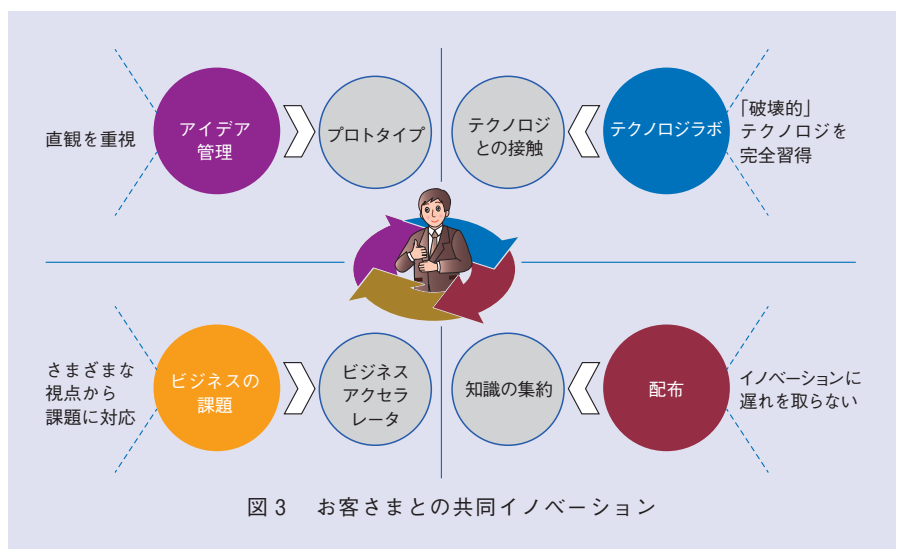 直観を重視
アイデア
管理
プロトタイプ
テクノロジ
との接触
テクノロジラボ
「破壊的」
テクノロジを
完全習得
さまざまな
視点から
課題に対応
ビジネスの
課題
ビジネス
アクセラ
レータ
知識の集約
配布
イノベーションに
遅れを取らない
図3 お客さまとの共同イノベーション